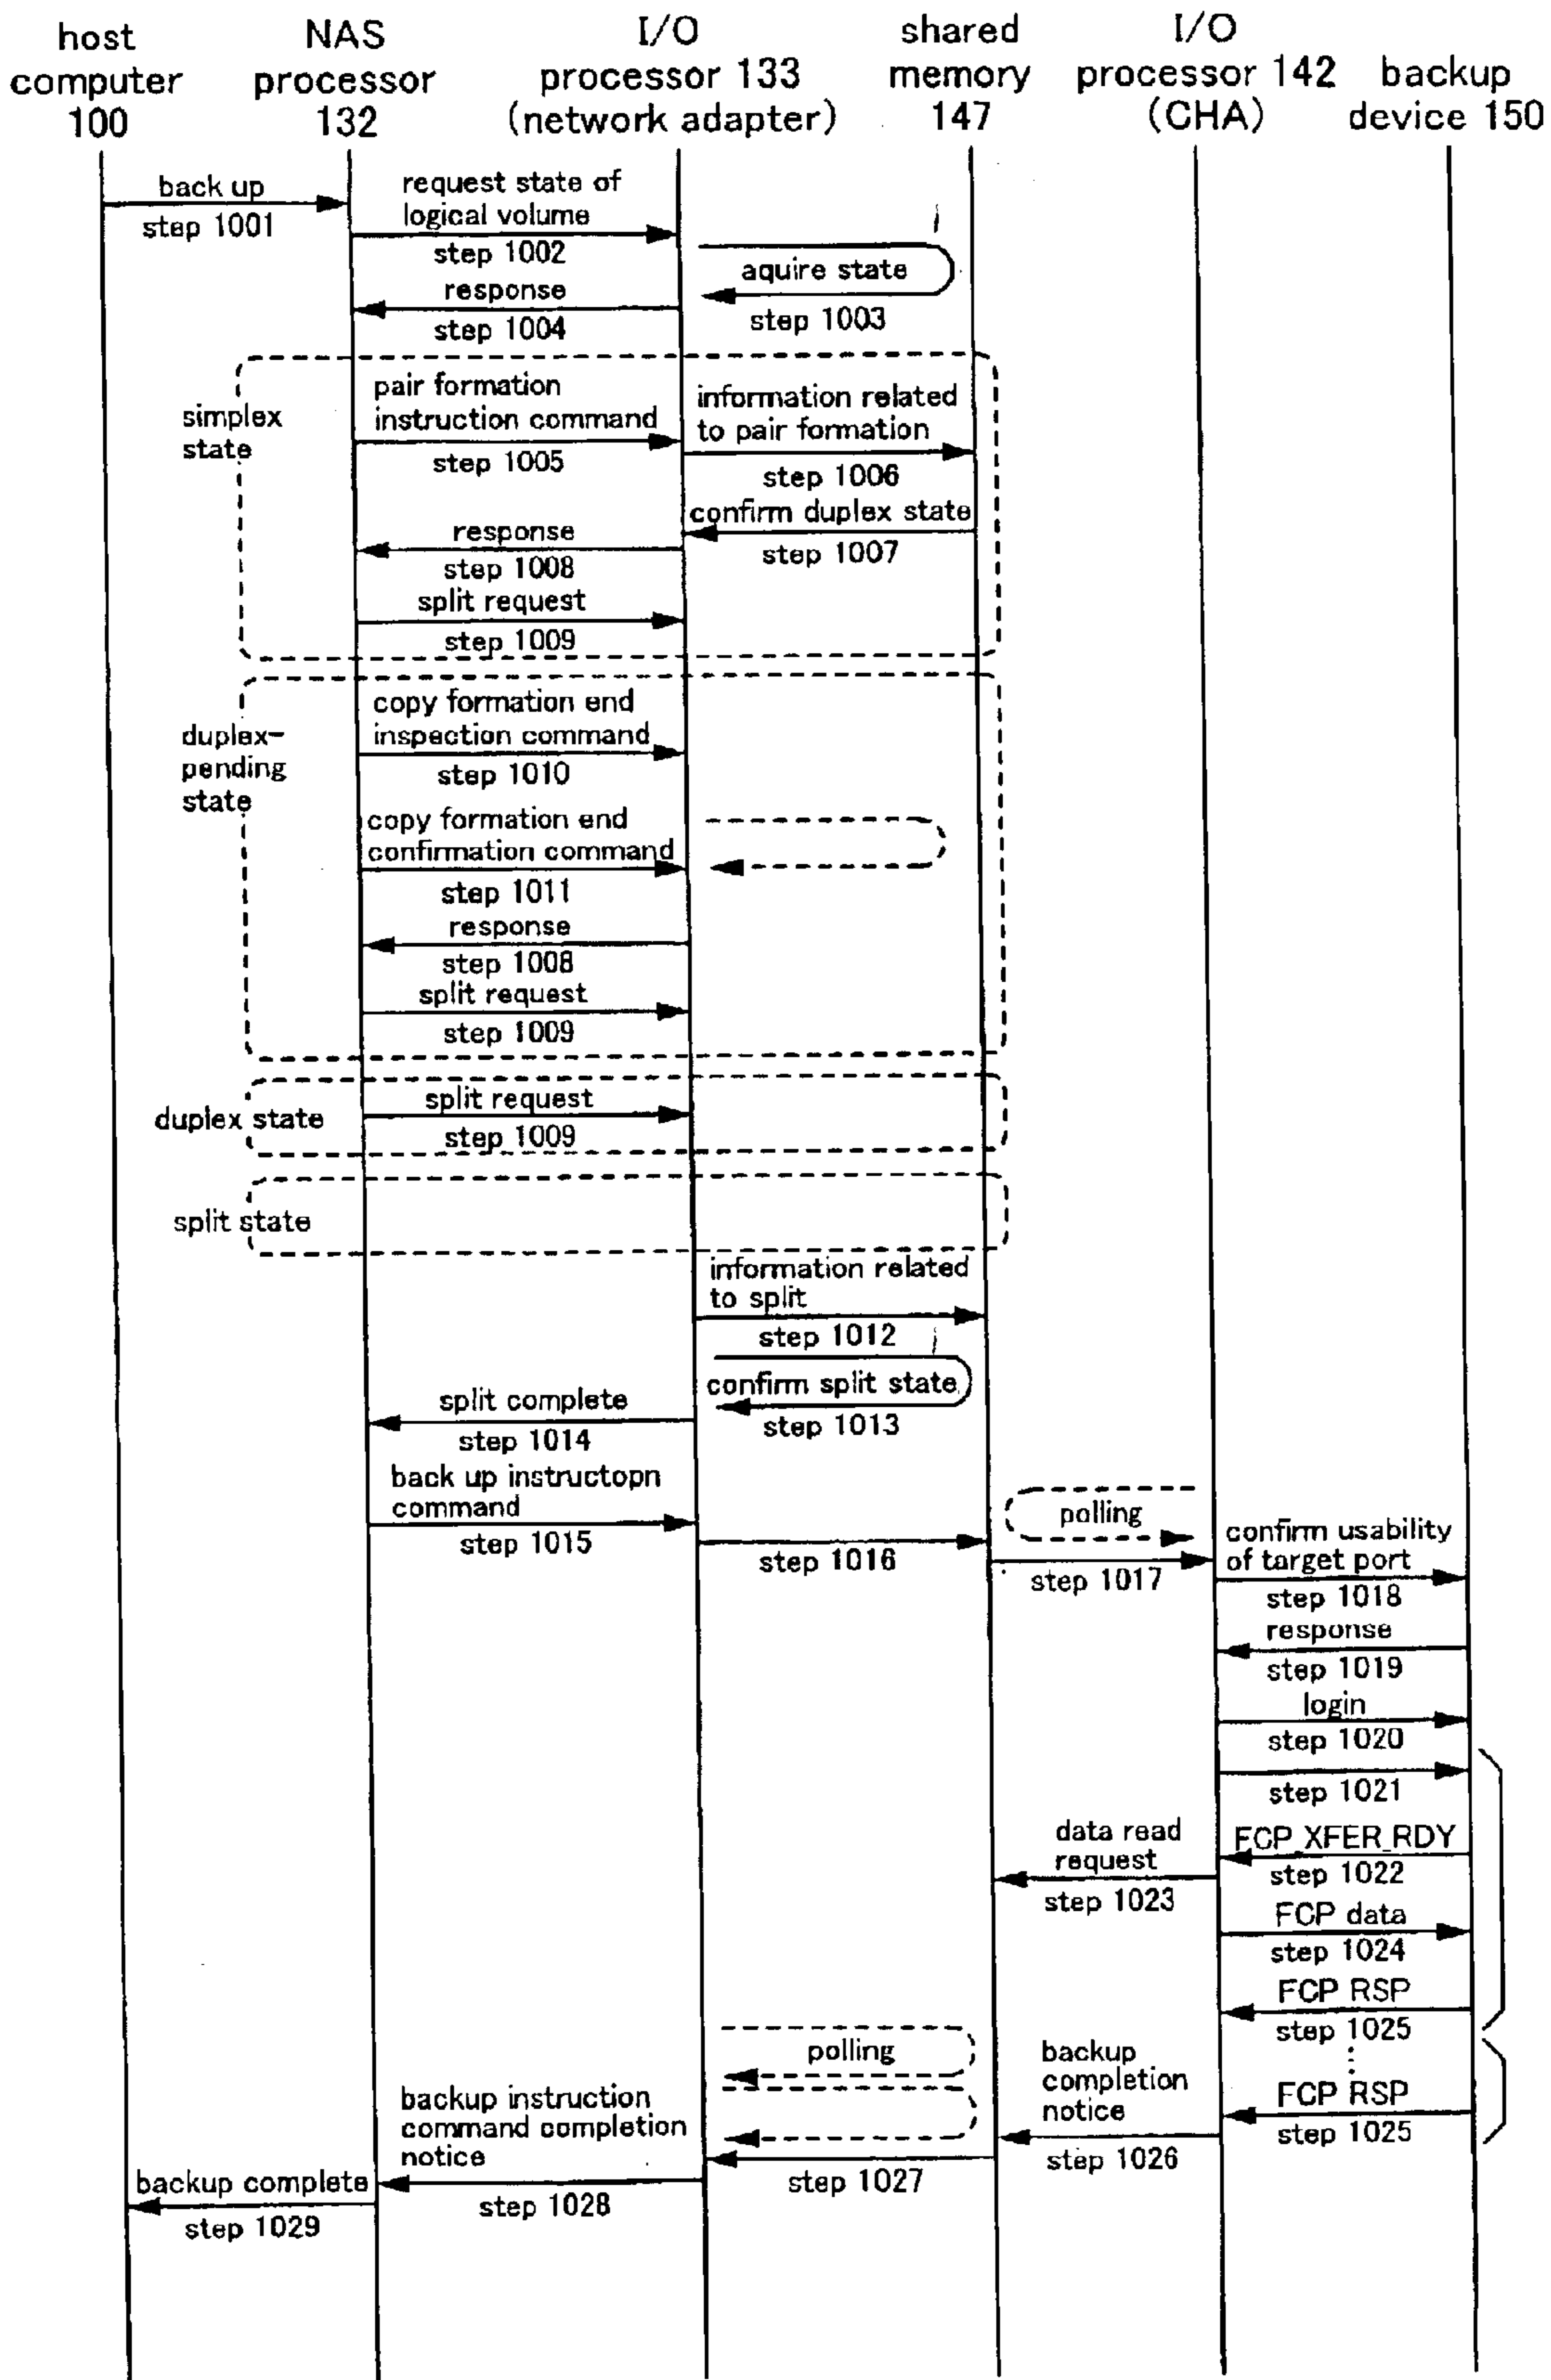 host
computer
100
NAS
processor
132
I/O
processor 133
(network adapter)
shared
memory
147
I/O
processor 142
(CHA)
backup
device 150
back up
step 1001
request state of
logical volume
step 1002
aquire state
step 1003
response
step 1004
simplex
state
pair formation
instruction command
step 1005
information related
to pair formation
step 1006
confirm duplex state
step 1007
response
step 1008
split request
step 1009
duplex-
pending
state
copy formation end
inspection command
step 1010
copy formation end
confirmation command
step 1011
response
step 1008
split request
step 1009
duplex state
split request
step 1009
split state
information related
to split
step 1012
confirm split state
step 1013
split complete
step 1014
back up instructopn
command
step 1015
step 1016
polling
step 1017
confirm usability
of target port
step 1018
response
step 1019
login
step 1020
step 1021
FCP_XFER_RDY
step 1022
data read
request
step 1023
FCP data
step 1024
FCP RSP
step 1025
polling
backup
completion
notice
FCP RSP
step 1025
step 1026
backup instruction
command completion
notice
step 1027
step 1028
backup complete
step 1029